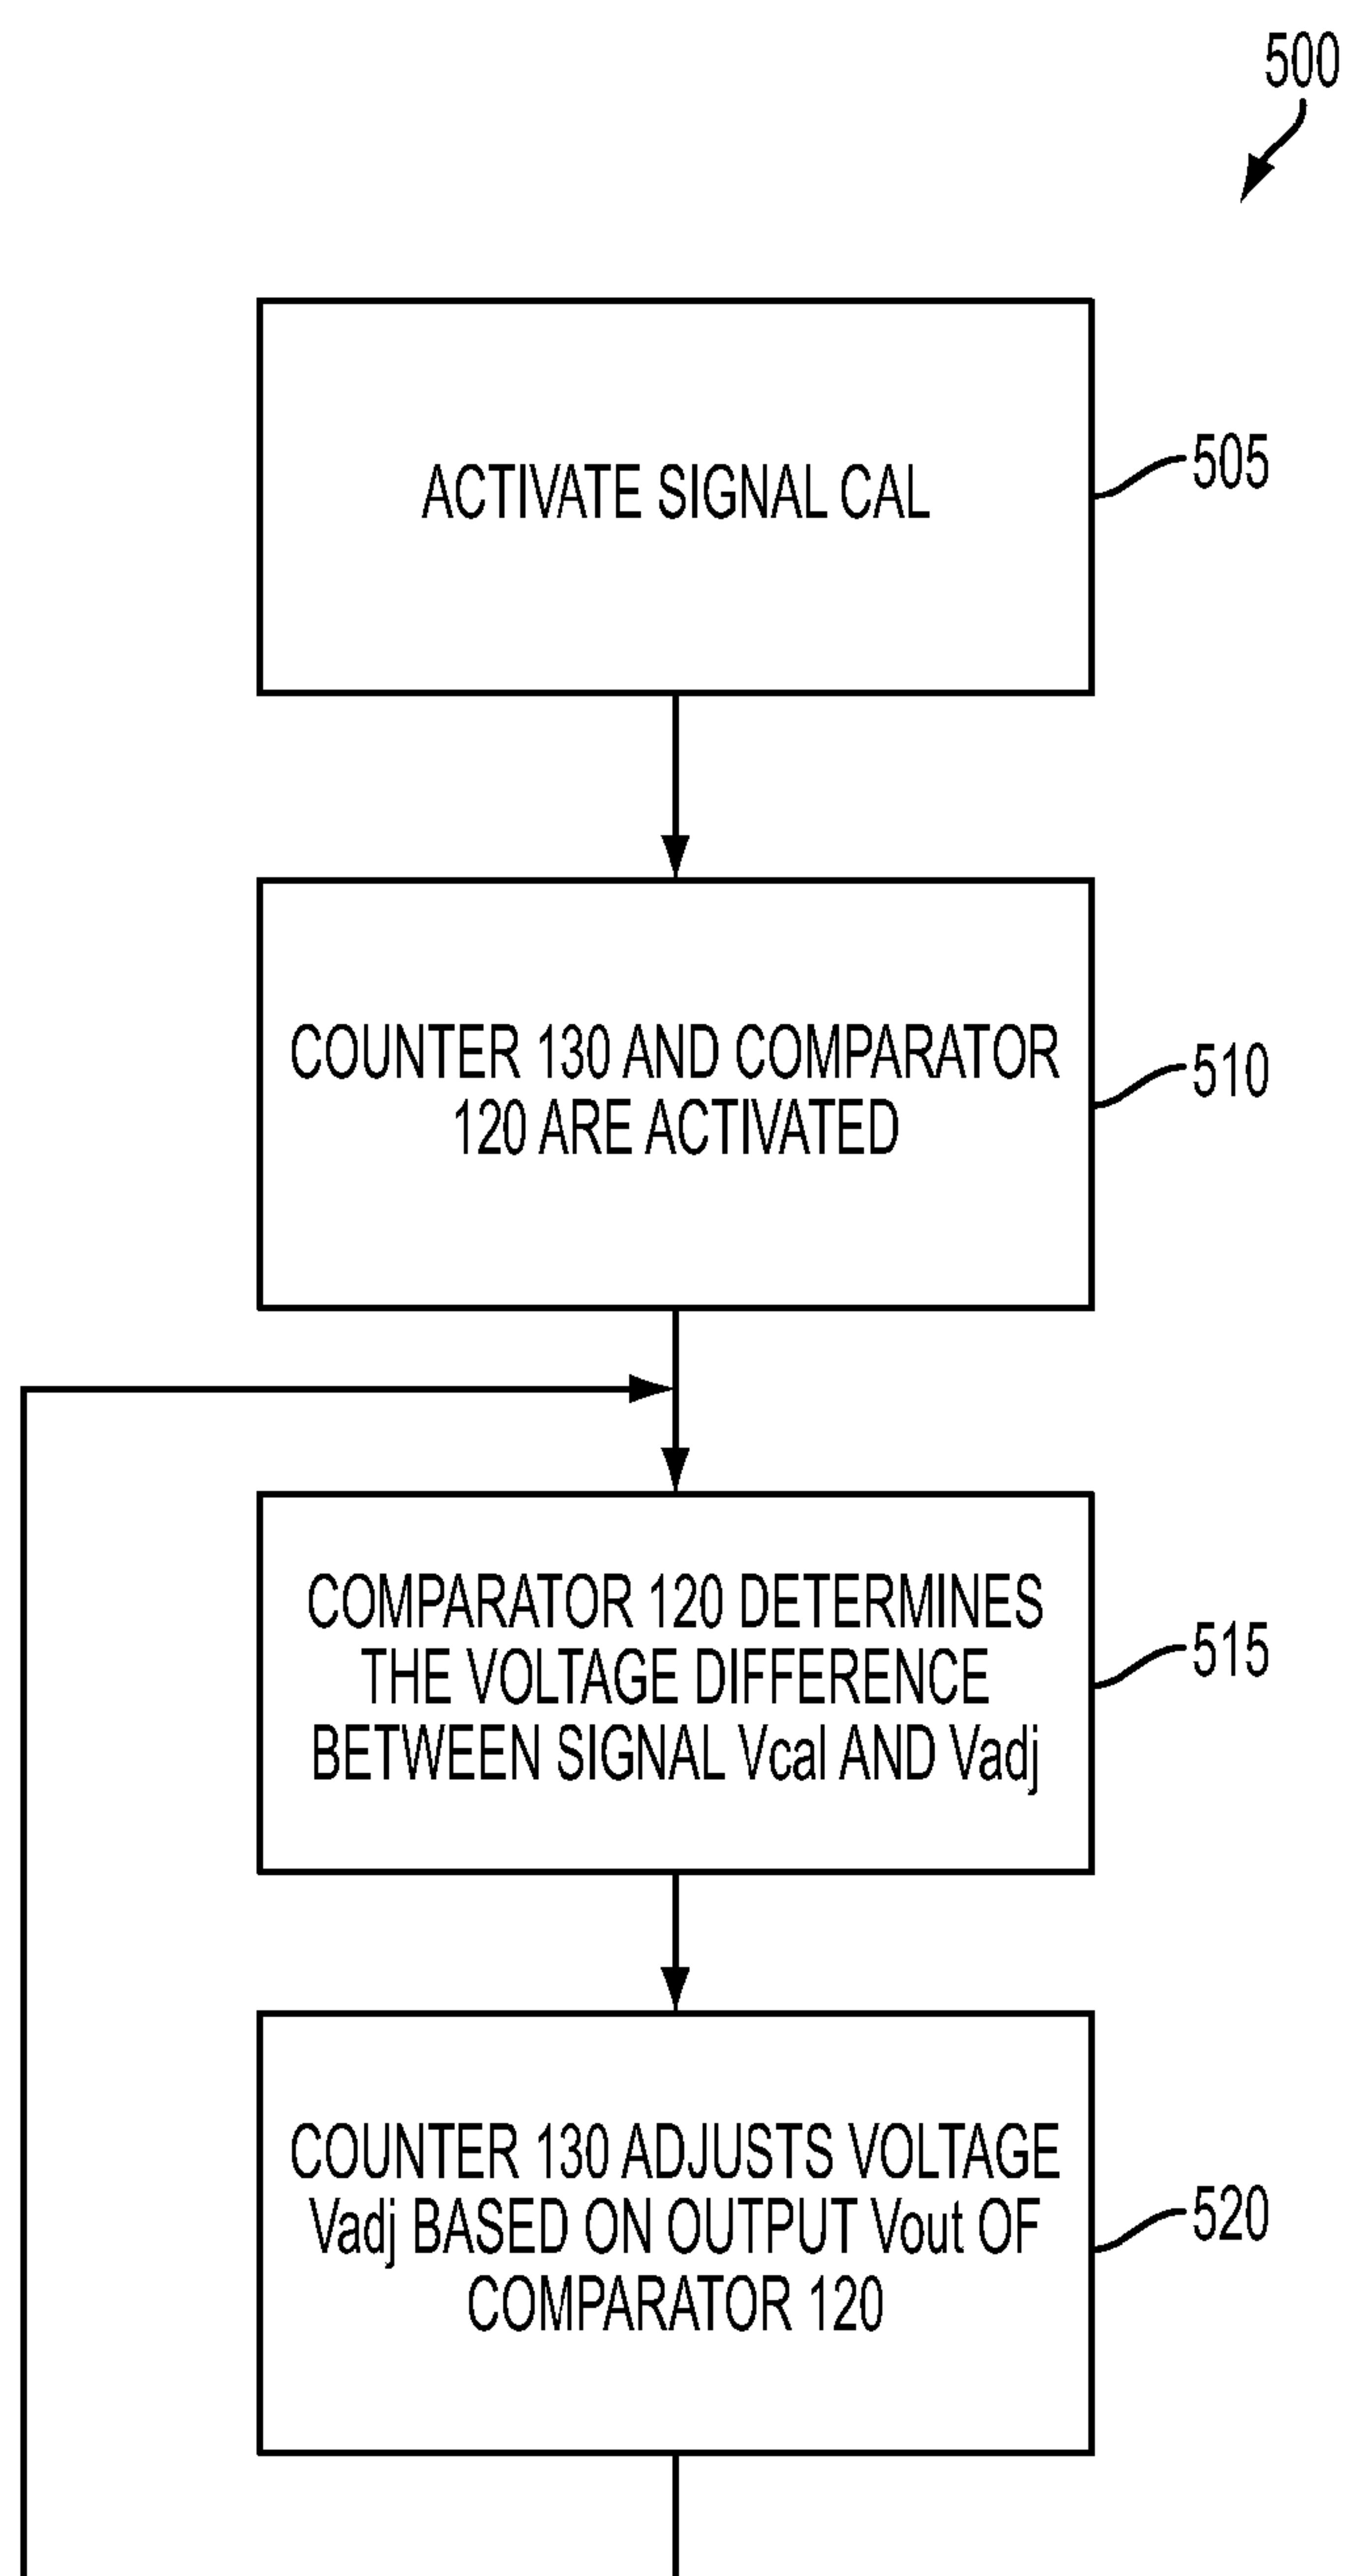 500
ACTIVATE SIGNAL CAL
505
COUNTER 130 AND COMPARATOR
120 ARE ACTIVATED
510
COMPARATOR 120 DETERMINES
THE VOLTAGE DIFFERENCE
BETWEEN SIGNAL Vcal AND Vadj
515
COUNTER 130 ADJUSTS VOLTAGE
Vadj BASED ON OUTPUT Vout OF
COMPARATOR 120
520